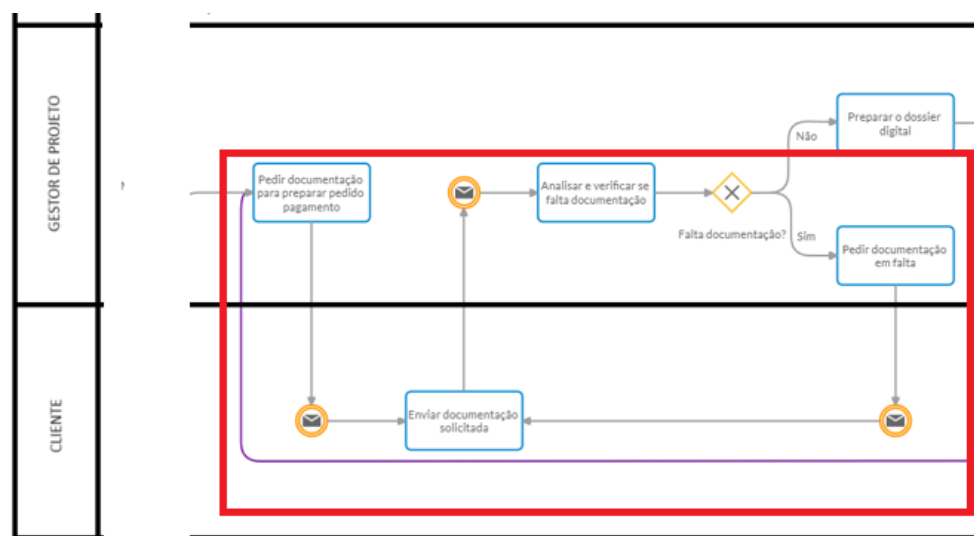 GESTOR DE PROJETO
Preparar o dossier
digital
Não
Pedir documentação
para preparar pedido
pagamento
Analisar e verificar se
falta documentação
Falta documentação?
Sim
Pedir documentação
em falta
CLIENTE
Enviar documentação
solicitada